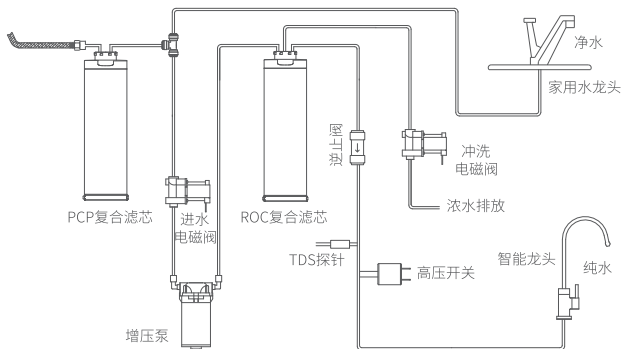 净水
家用水龙头
逆止阀
冲洗
电磁阀
PCP复合滤芯
进水
电磁阀
ROC复合滤芯
浓水排放
TDS探针
高压开关
智能龙头
纯水
增压泵